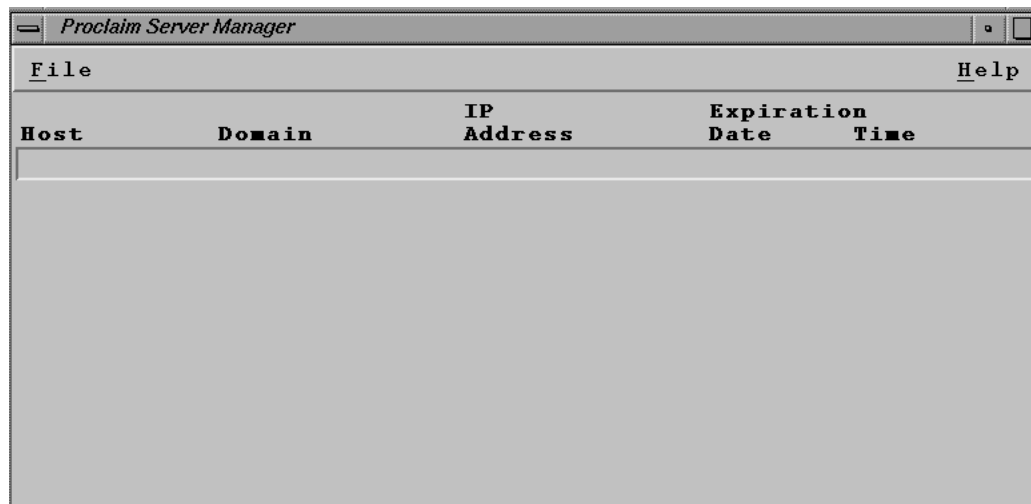 Proclaim Server Manager
File Help
IP Expiration
Host Domain Address Date Time